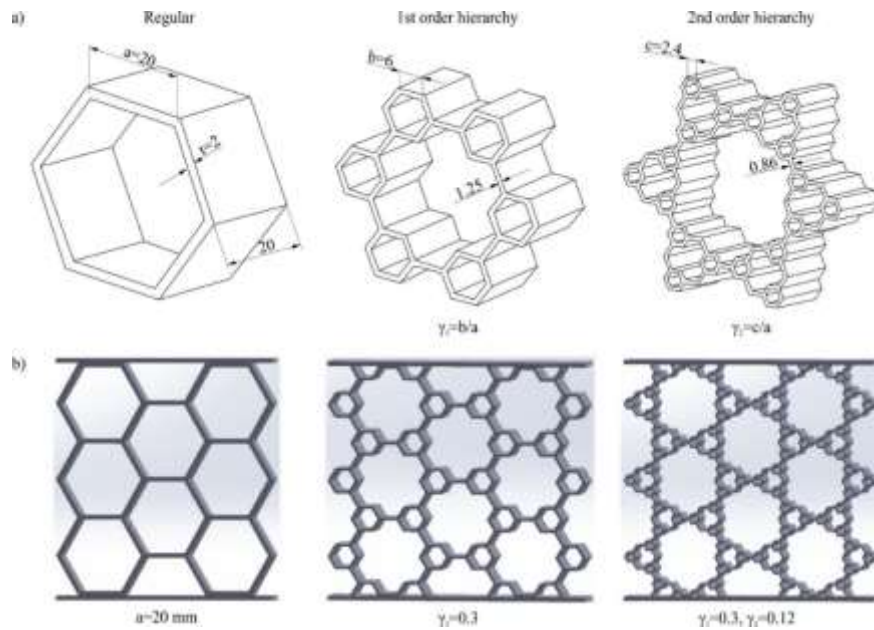 a)
Regular
1st order hierarchy
2nd order hierarchy
a=20
t=2
20
b=6
1.25
c=2.4
0.86
γ₁=b/a
γ₂=c/a
b)
a=20 mm
γ₁=0.3
γ₁=0.3, γ₂=0.12